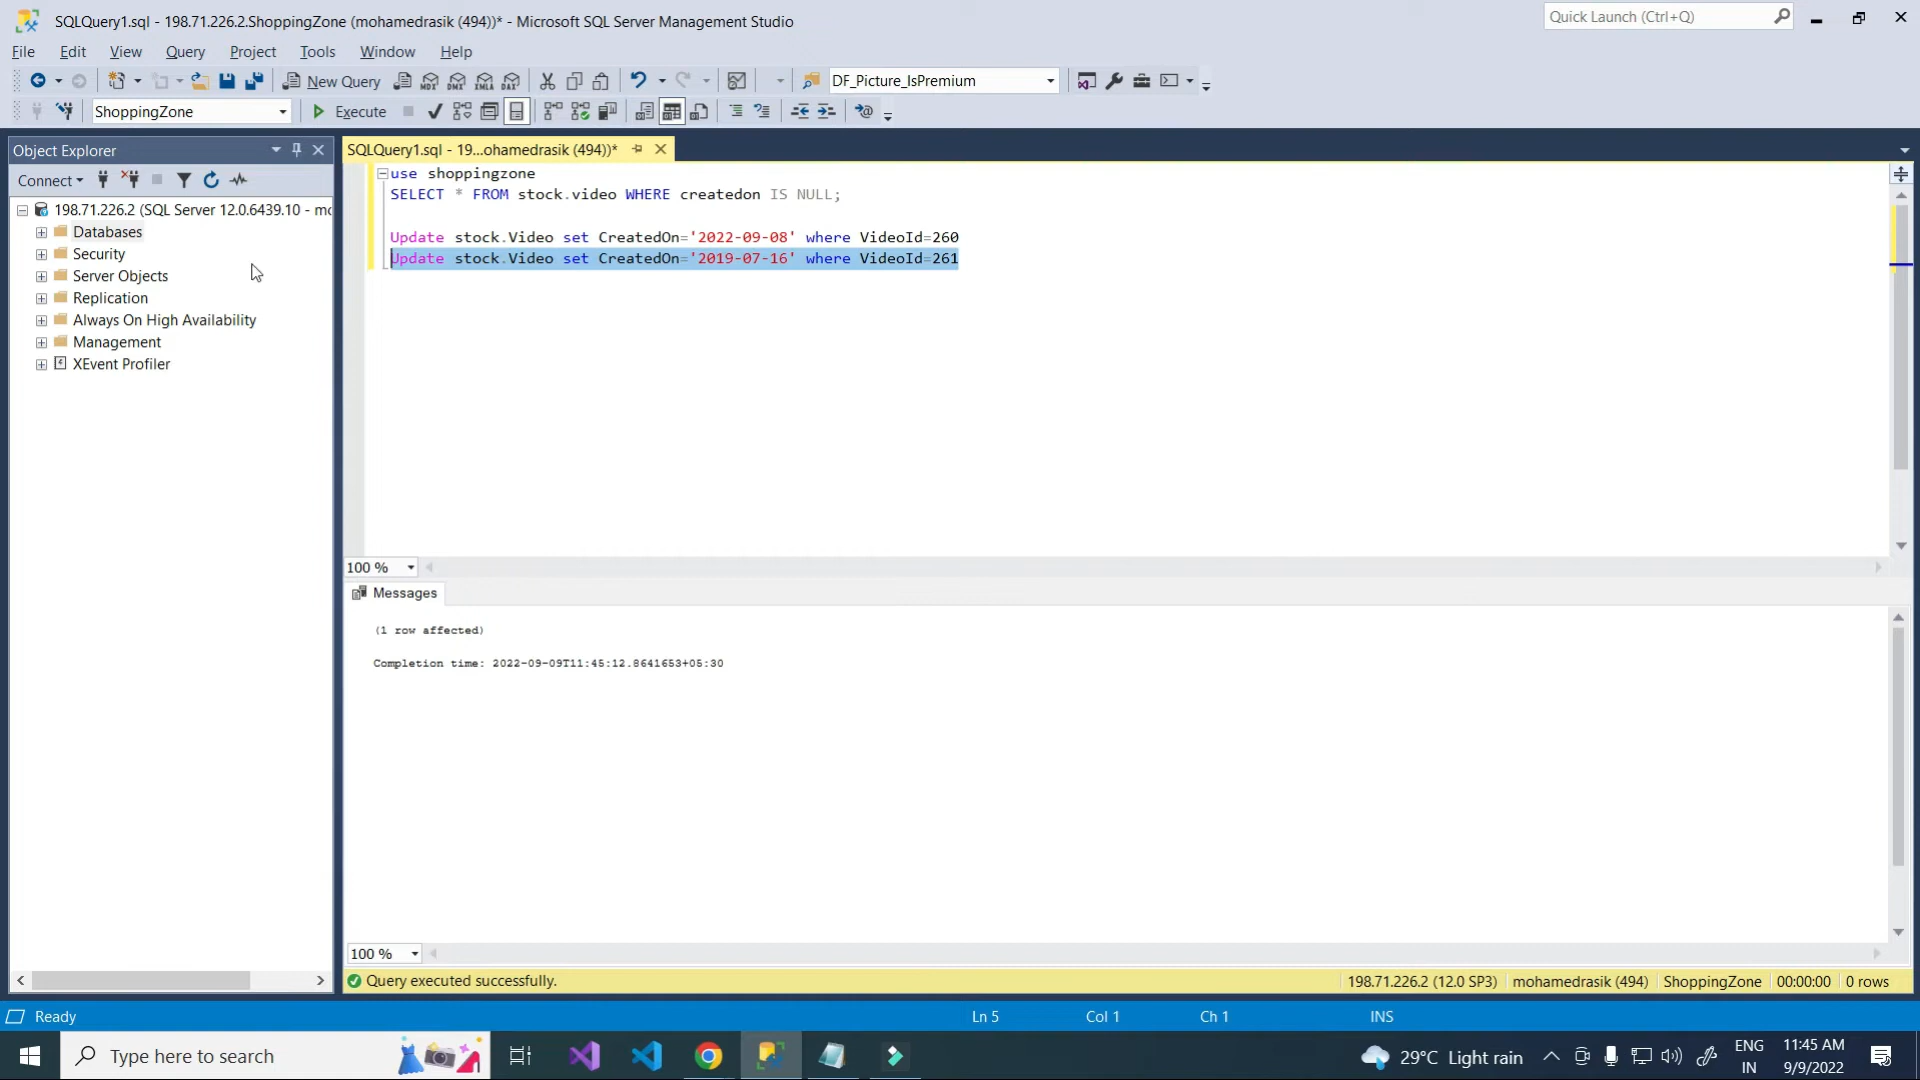 SQLQuery1.sql - 198.71.226.2.ShoppingZone (mohamedrasik (494))* - Microsoft SQL Server Management Studio
Quick Launch (Ctrl+Q)
File Edit View Query Project Tools Window Help
New Query
MDX DMX XMLA DAX
DF_Picture_IsPremium
ShoppingZone
Execute
Object Explorer
SQLQuery1.sql - 19...ohamedrasik (494))*
Connect
198.71.226.2 (SQL Server 12.0.6439.10 - mo
Databases
Security
Server Objects
Replication
Always On High Availability
Management
XEvent Profiler
use shoppingzone
SELECT * FROM stock.video WHERE createdon IS NULL;
Update stock.Video set CreatedOn='2022-09-08' where VideoId=260
Update stock.Video set CreatedOn='2019-07-16' where VideoId=261
100 %
Messages
(1 row affected)
Completion time: 2022-09-09T11:45:12.8641653+05:30
100 %
Query executed successfully.
198.71.226.2 (12.0 SP3) mohamedrasik (494) ShoppingZone 00:00:00 0 rows
Ready
Ln 5 Col 1 Ch 1 INS
Type here to search
29°C Light rain
ENG
IN
11:45 AM
9/9/2022